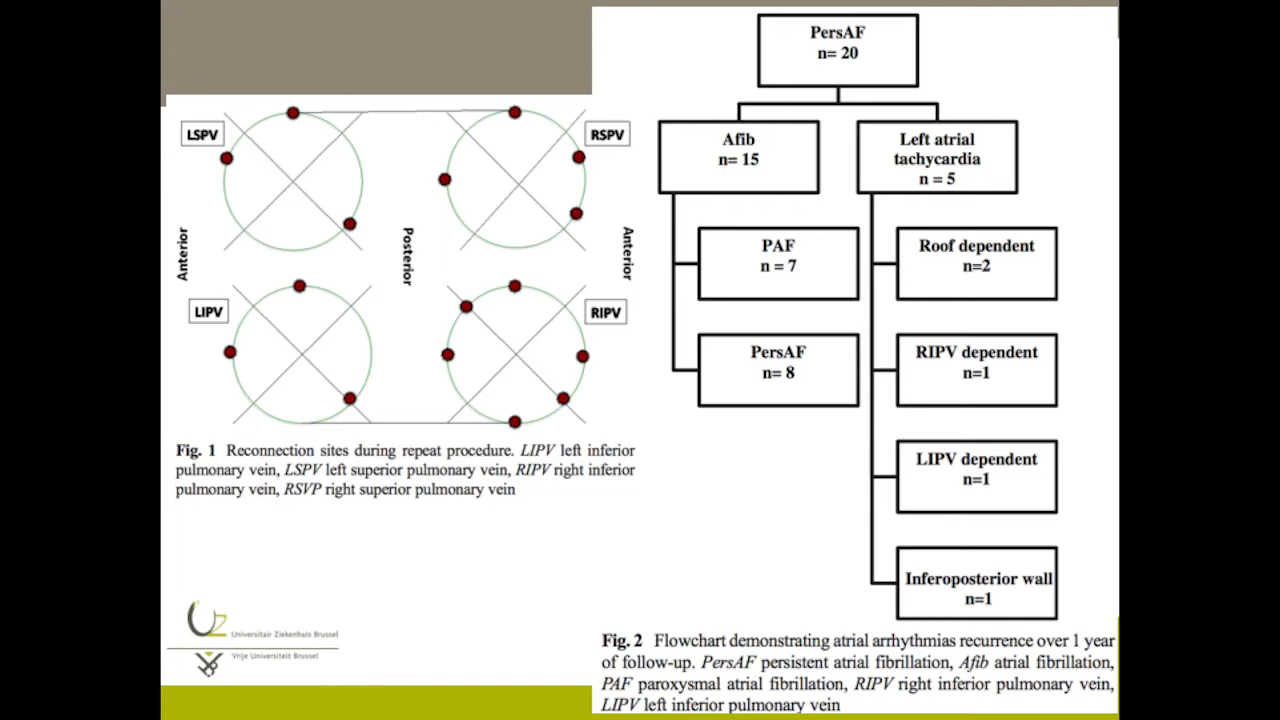 LSPV
RSPV
Anterior
Posterior
Anterior
LIPV
RIPV
Fig. 1 Reconnection sites during repeat procedure. LIPV left inferior
pulmonary vein, LSPV left superior pulmonary vein, RIPV right inferior
pulmonary vein, RSVP right superior pulmonary vein
Universitair Ziekenhuis Brussel
Vrije Universiteit Brussel
PersAF
n= 20
Afib
n= 15
Left atrial
tachycardia
n = 5
PAF
n = 7
PersAF
n= 8
Roof dependent
n=2
RIPV dependent
n=1
LIPV dependent
n=1
Inferoposterior wall
n=1
Fig. 2 Flowchart demonstrating atrial arrhythmias recurrence over 1 year
of follow-up. PersAF persistent atrial fibrillation, Afib atrial fibrillation,
PAF paroxysmal atrial fibrillation, RIPV right inferior pulmonary vein,
LIPV left inferior pulmonary vein